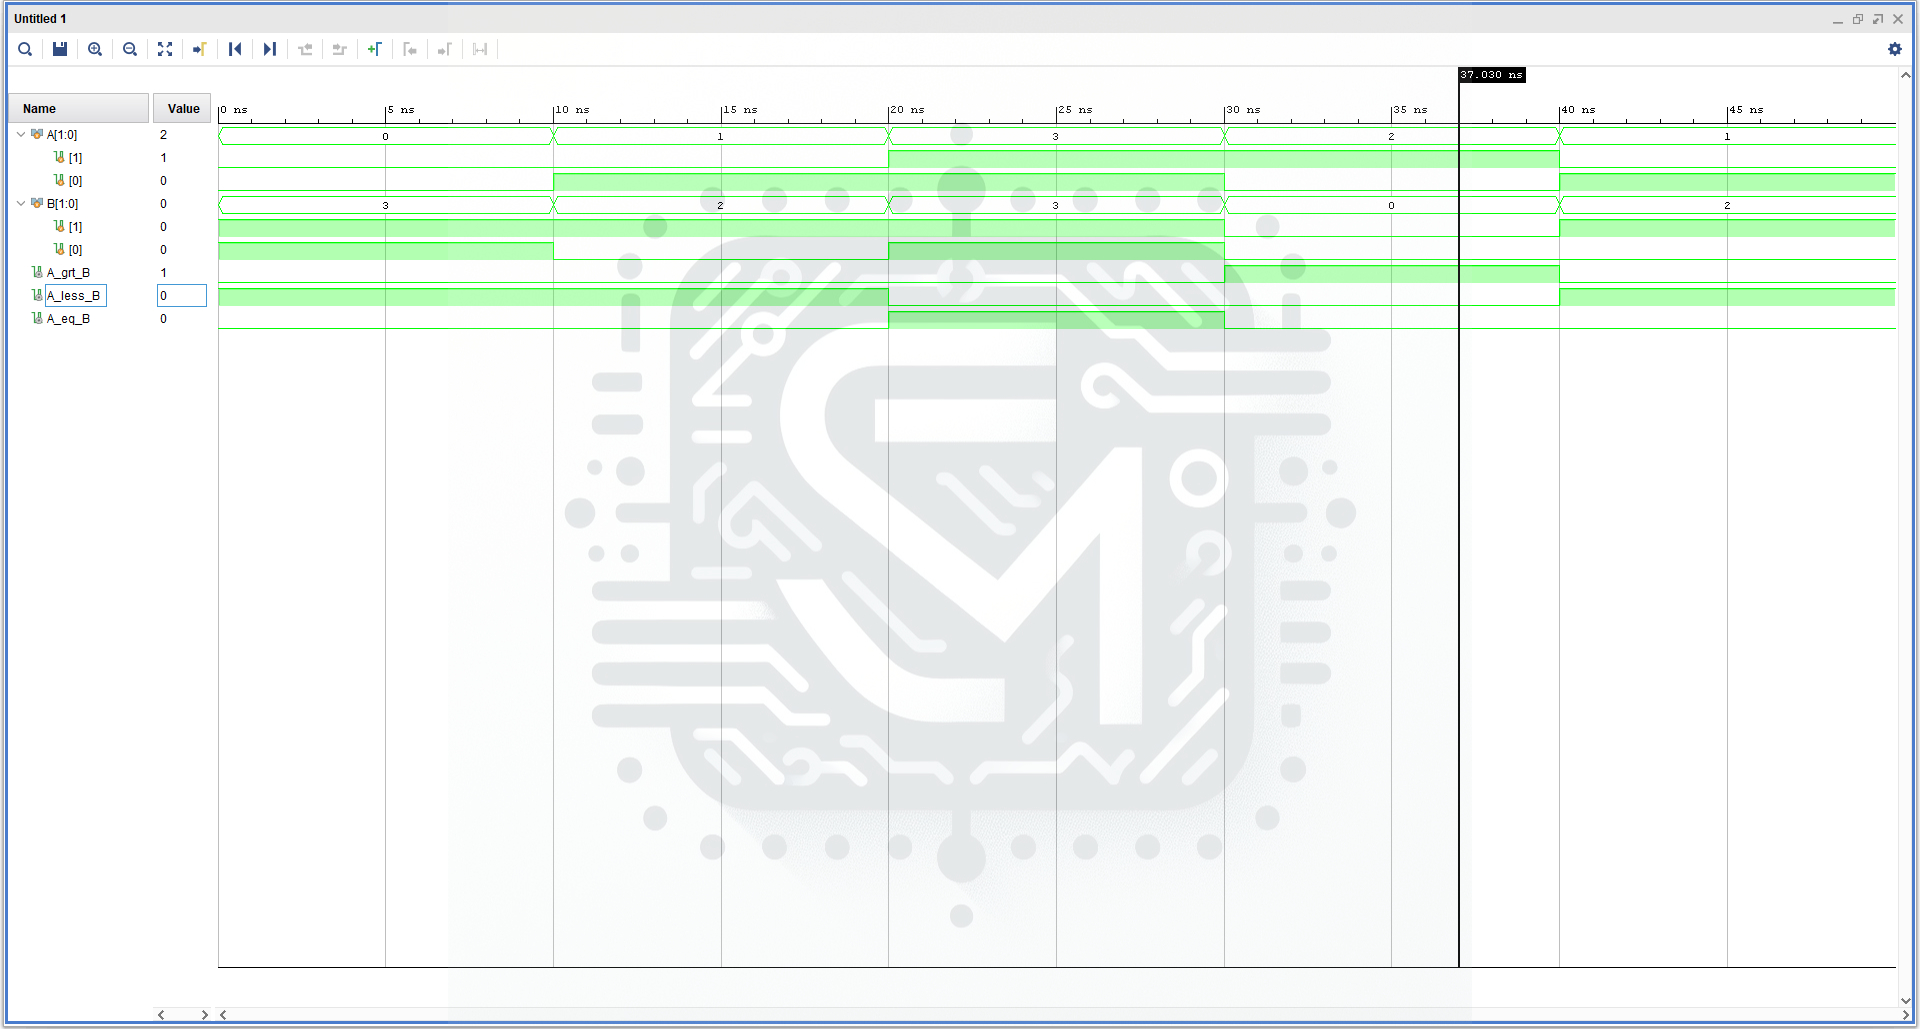 Untitled 1
37.030 ns
Name Value 0 ns 5 ns 10 ns 15 ns 20 ns 25 ns 30 ns 35 ns 40 ns 45 ns
A[1:0] 2 0 1 3 2 1
[1] 1
[0] 0
B[1:0] 0 3 2 3 0 2
[1] 0
[0] 0
A_grt_B 1
A_less_B 0
A_eq_B 0